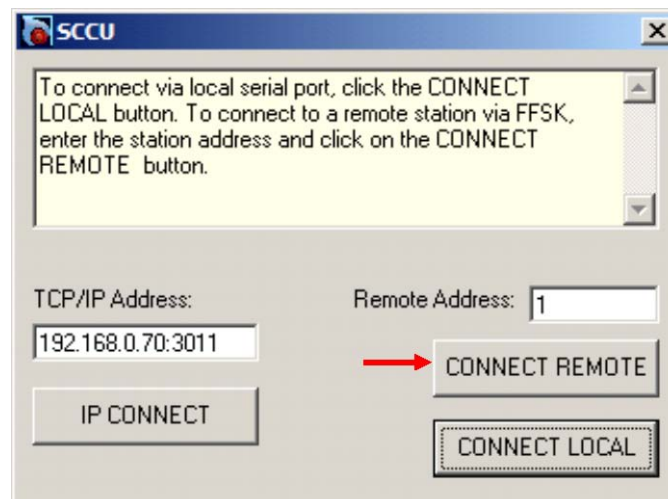 SCCU
To connect via local serial port, click the CONNECT
LOCAL button. To connect to a remote station via FFSK,
enter the station address and click on the CONNECT
REMOTE  button.
TCP/IP Address:
Remote Address: 1
192.168.0.70:3011
CONNECT REMOTE
IP CONNECT
CONNECT LOCAL